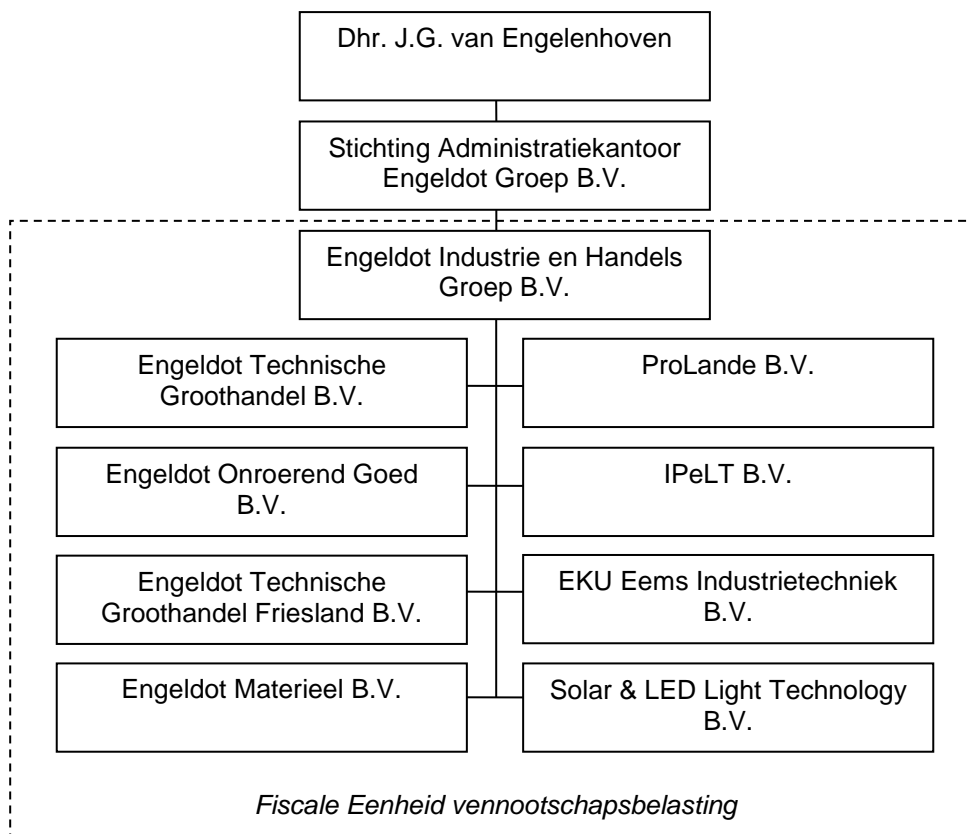 Dhr. J.G. van Engelenhoven
Stichting Administratiekantoor
Engeldot Groep B.V.
Engeldot Industrie en Handels
Groep B.V.
Engeldot Technische
Groothandel B.V.
ProLande B.V.
Engeldot Onroerend Goed
B.V.
IPeLT B.V.
Engeldot Technische
Groothandel Friesland B.V.
EKU Eems Industrietechniek
B.V.
Engeldot Materieel B.V.
Solar & LED Light Technology
B.V.
Fiscale Eenheid vennootschapsbelasting